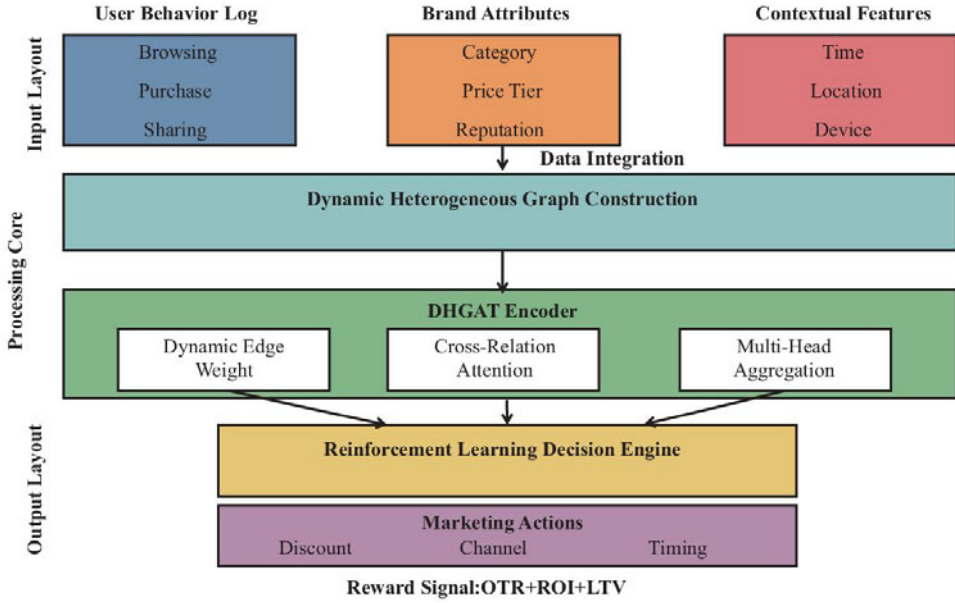 User Behavior Log
Brand Attributes
Contextual Features
Input Layout
Browsing
Purchase
Sharing
Category
Price Tier
Reputation
Time
Location
Device
Data Integration
Processing Core
Dynamic Heterogeneous Graph Construction
DHGAT Encoder
Dynamic Edge
Weight
Cross-Relation
Attention
Multi-Head
Aggregation
Output Layout
Reinforcement Learning Decision Engine
Marketing Actions
Discount
Channel
Timing
Reward Signal:OTR+ROI+LTV